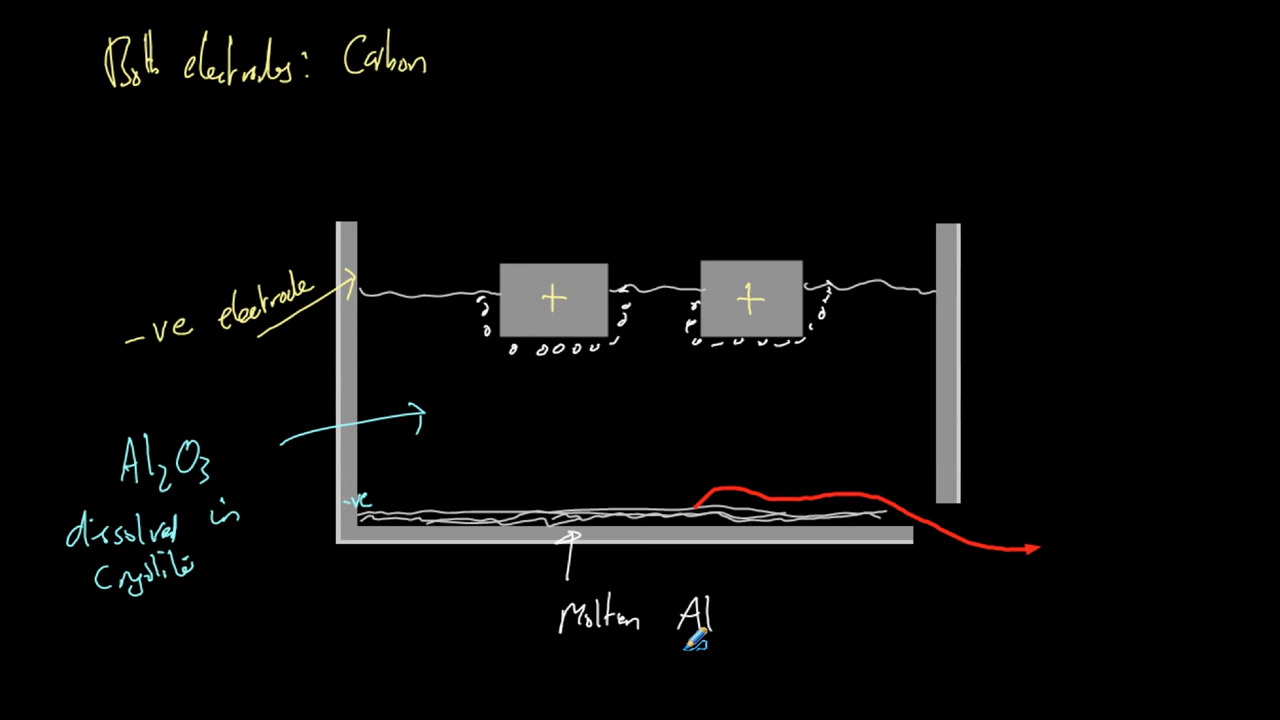 Both electrodes: Carbon
+ +
-ve electrode
Al₂O₃
dissolved in
Cryolite
-ve
Molten Al